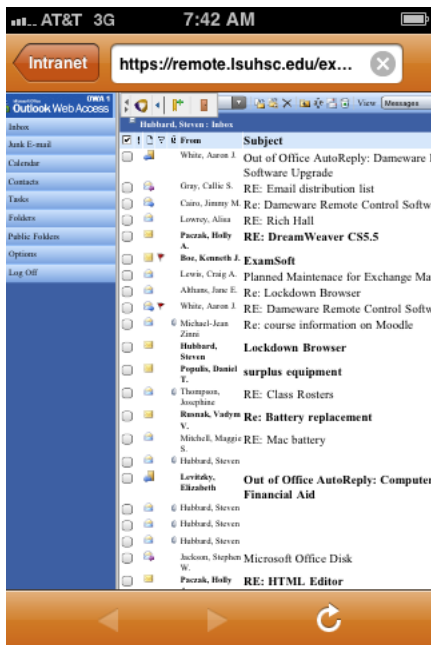 AT&T 3G 7:42 AM
Intranet https://remote.lsuhsc.edu/ex...
OWA 1
Outlook Web Access
Inbox
Junk E-mail
Calendar
Contacts
Tasks
Folders
Public Folders
Options
Log Off
View Messages
Hubbard, Steven : Inbox
! From Subject
White, Aaron J. Out of Office AutoReply: Dameware
Software Upgrade
Gray, Callie S. RE: Email distribution list
Cairo, Jimmy M. Re: Dameware Remote Control Softw
Lowrey, Alisa RE: Rich Hall
Paczak, Holly A. RE: DreamWeaver CS5.5
Boe, Kenneth J. ExamSoft
Lewis, Craig A. Planned Maintenace for Exchange Ma
Althans, Jane E. Re: Lockdown Browser
White, Aaron J. RE: Dameware Remote Control Softw
Michael-Jean Zinni Re: course information on Moodle
Hubbard, Steven Lockdown Browser
Populis, Daniel T. surplus equipment
Thompson, Josephine RE: Class Rosters
Rusnak, Vadym V. Re: Battery replacement
Mitchell, Maggie S. RE: Mac battery
Hubbard, Steven
Levitzky, Elizabeth Out of Office AutoReply: Computer
Financial Aid
Hubbard, Steven
Hubbard, Steven
Hubbard, Steven
Jackson, Stephen W. Microsoft Office Disk
Paczak, Holly RE: HTML Editor